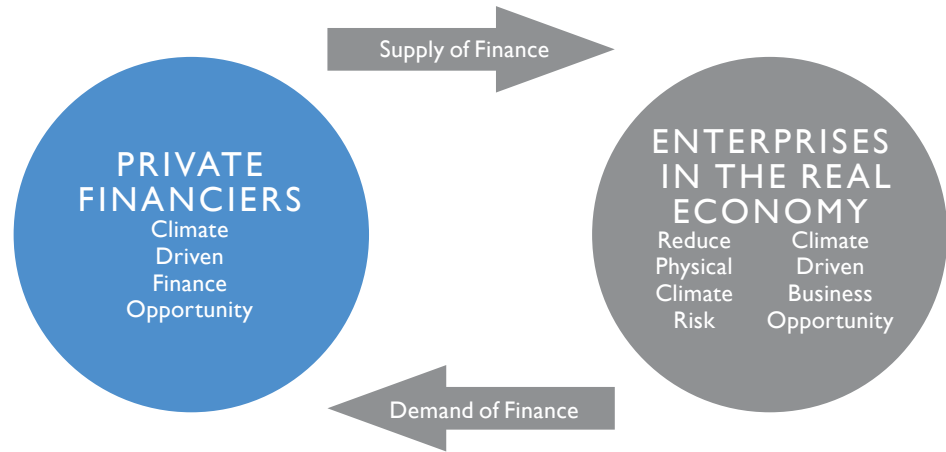 Supply of Finance
PRIVATE
FINANCIERS
Climate
Driven
Finance
Opportunity
ENTERPRISES
IN THE REAL
ECONOMY
Reduce
Physical
Climate
Risk
Climate
Driven
Business
Opportunity
Demand of Finance